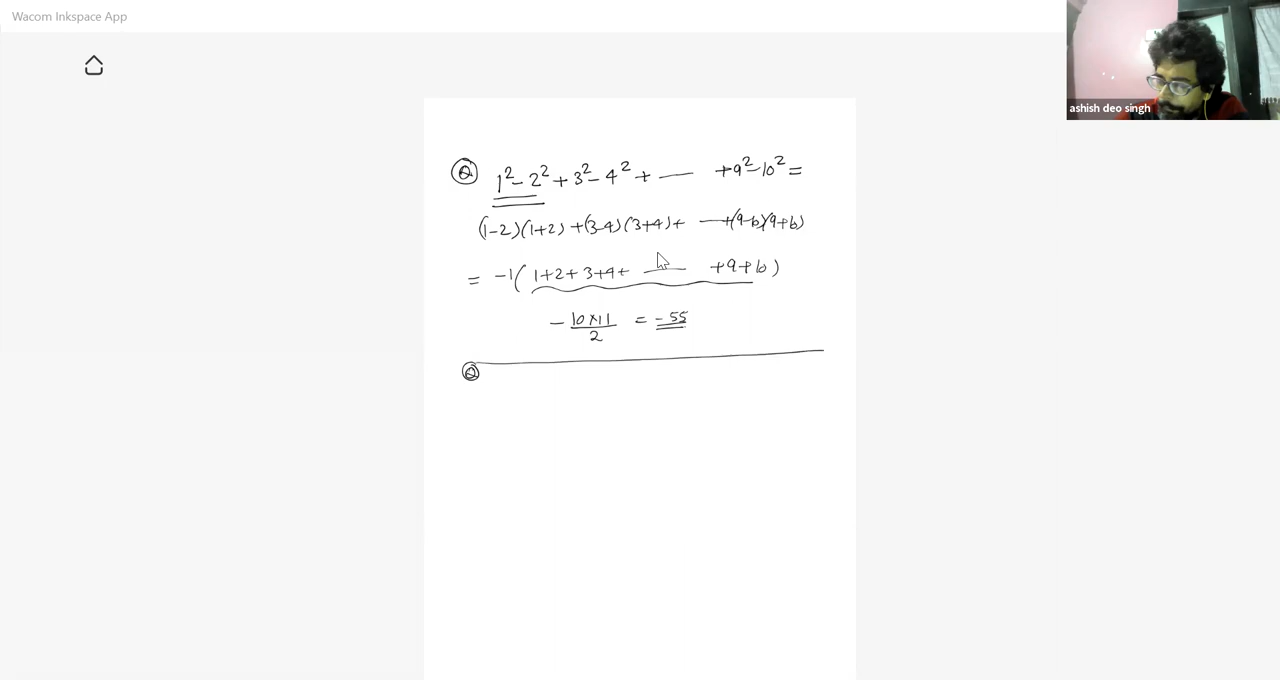 Wacom Inkspace App
ashish deo singh
Q 1² - 2² + 3² - 4² + — +9² - 10² =
(1-2)(1+2) + (3-4)(3+4) + — +(9-10)(9+10)
= -1( 1+2+3+4+ — +9+10 )
- 10×11/2 = -55
Q